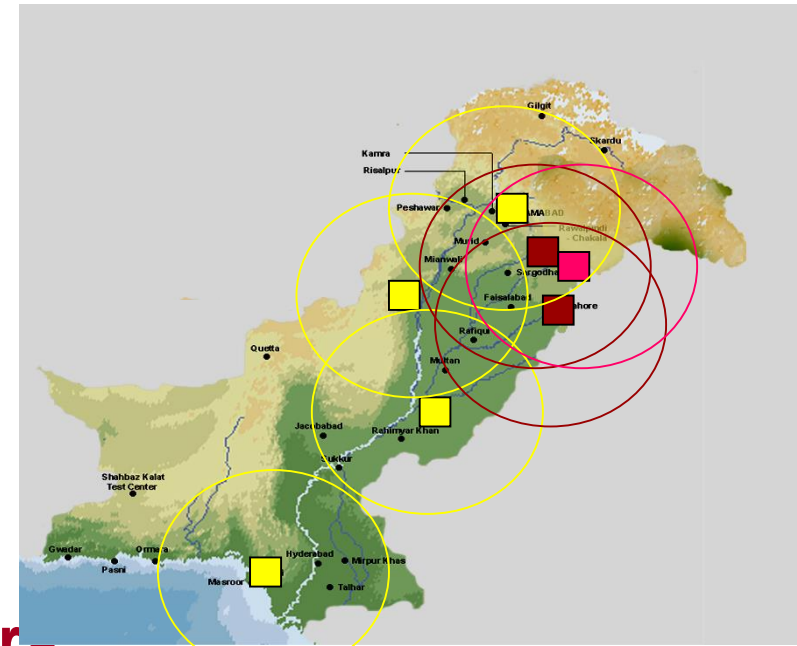 Gilgit
Skardu
Kamra
Risalpur
Peshawar
AMABAD
Rawalpindi
- Chakala
Murid
Mianwali
Sargodha
Faisalabad
ahore
Rafiqui
Multan
Quetta
Jacobabad
Rahimyar Khan
Sukkur
Shahbaz Kalat
Test Center
Gwadar
Ormara
Pasni
Hyderabad
Mirpur Khas
Masroor
Talhar